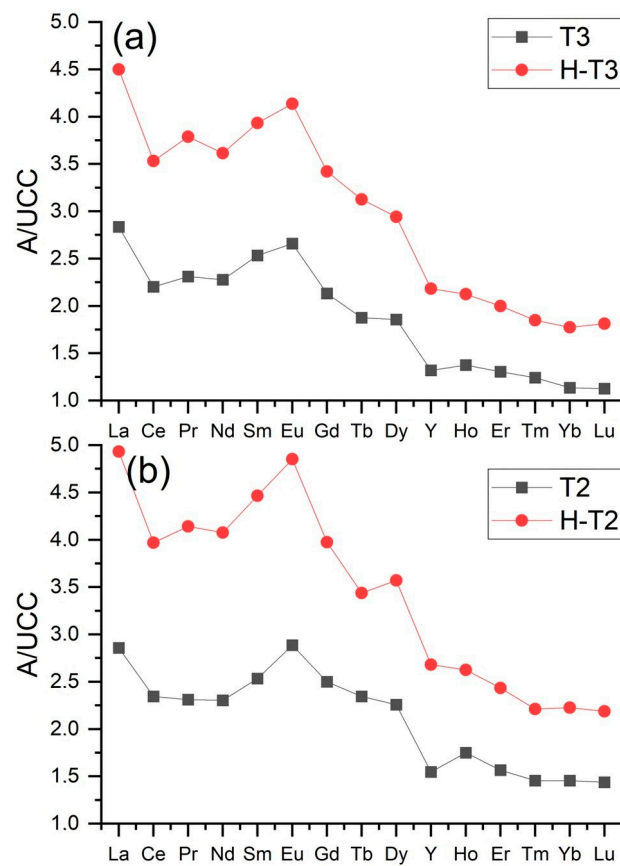 (a)
T3
H-T3
A/UCC
5.0
4.5
4.0
3.5
3.0
2.5
2.0
1.5
1.0
La Ce Pr Nd Sm Eu Gd Tb Dy Y Ho Er Tm Yb Lu
(b)
T2
H-T2
A/UCC
5.0
4.5
4.0
3.5
3.0
2.5
2.0
1.5
1.0
La Ce Pr Nd Sm Eu Gd Tb Dy Y Ho Er Tm Yb Lu